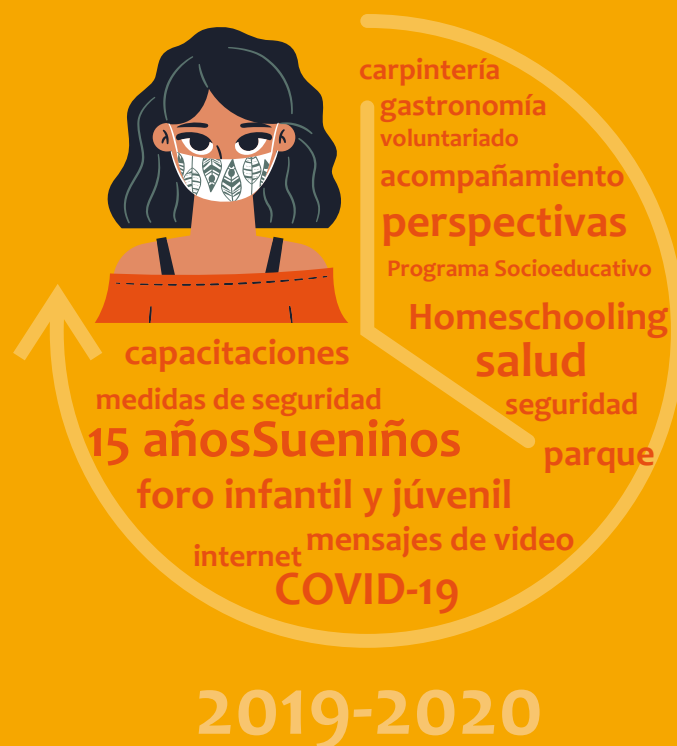 carpintería
gastronomía
voluntariado
acompañamiento
perspectivas
Programa Socioeducativo
Homeschooling
salud
capacitaciones
medidas de seguridad
seguridad
15 añosSueniños
parque
foro infantil y júvenil
mensajes de video
internet
COVID-19
2019-2020